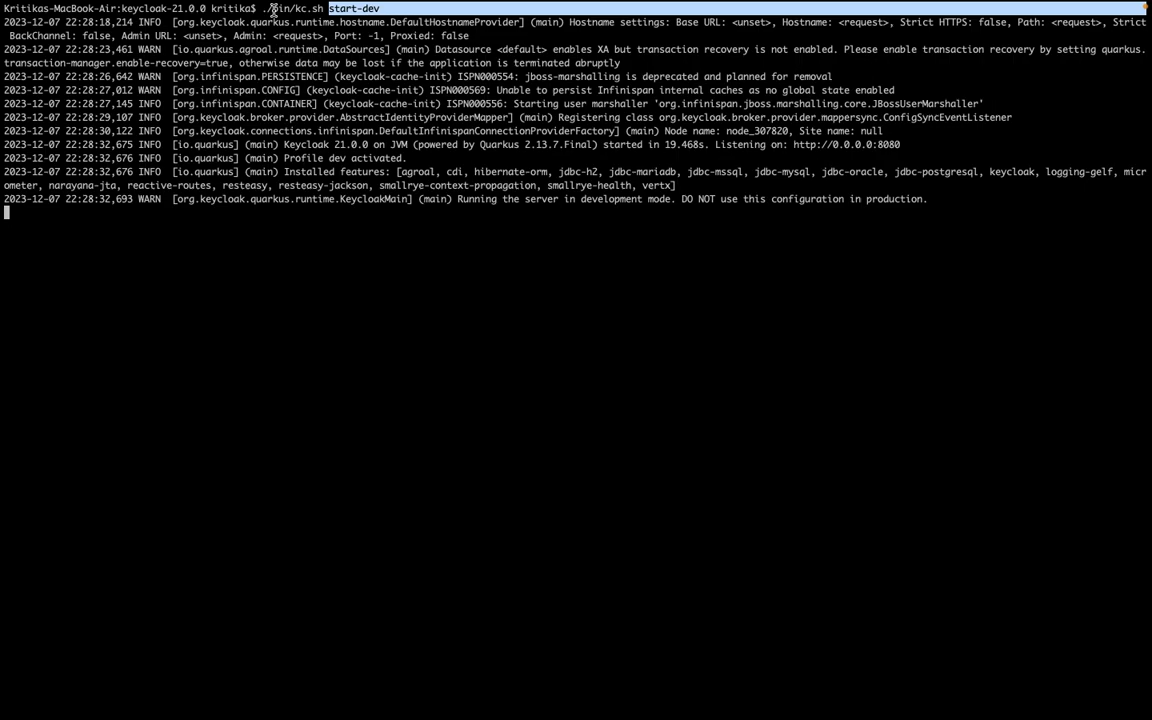 Kritikas-MacBook-Air:keycloak-21.0.0 kritika$ ./bin/kc.sh start-dev
2023-12-07 22:28:18,214 INFO  [org.keycloak.quarkus.runtime.hostname.DefaultHostnameProvider] (main) Hostname settings: Base URL: <unset>, Hostname: <request>, Strict HTTPS: false, Path: <request>, Strict
BackChannel: false, Admin URL: <unset>, Admin: <request>, Port: -1, Proxied: false
2023-12-07 22:28:23,461 WARN  [io.quarkus.agroal.runtime.DataSources] (main) Datasource <default> enables XA but transaction recovery is not enabled. Please enable transaction recovery by setting quarkus.
transaction-manager.enable-recovery=true, otherwise data may be lost if the application is terminated abruptly
2023-12-07 22:28:26,642 WARN  [org.infinispan.PERSISTENCE] (keycloak-cache-init) ISPN000554: jboss-marshalling is deprecated and planned for removal
2023-12-07 22:28:27,012 WARN  [org.infinispan.CONFIG] (keycloak-cache-init) ISPN000569: Unable to persist Infinispan internal caches as no global state enabled
2023-12-07 22:28:27,145 INFO  [org.infinispan.CONTAINER] (keycloak-cache-init) ISPN000556: Starting user marshaller 'org.infinispan.jboss.marshalling.core.JBossUserMarshaller'
2023-12-07 22:28:29,107 INFO  [org.keycloak.broker.provider.AbstractIdentityProviderMapper] (main) Registering class org.keycloak.broker.provider.mappersync.ConfigSyncEventListener
2023-12-07 22:28:30,122 INFO  [org.keycloak.connections.infinispan.DefaultInfinispanConnectionProviderFactory] (main) Node name: node_307820, Site name: null
2023-12-07 22:28:32,675 INFO  [io.quarkus] (main) Keycloak 21.0.0 on JVM (powered by Quarkus 2.13.7.Final) started in 19.468s. Listening on: http://0.0.0.0:8080
2023-12-07 22:28:32,676 INFO  [io.quarkus] (main) Profile dev activated.
2023-12-07 22:28:32,676 INFO  [io.quarkus] (main) Installed features: [agroal, cdi, hibernate-orm, jdbc-h2, jdbc-mariadb, jdbc-mssql, jdbc-mysql, jdbc-oracle, jdbc-postgresql, keycloak, logging-gelf, micr
ometer, narayana-jta, reactive-routes, resteasy, resteasy-jackson, smallrye-context-propagation, smallrye-health, vertx]
2023-12-07 22:28:32,693 WARN  [org.keycloak.quarkus.runtime.KeycloakMain] (main) Running the server in development mode. DO NOT use this configuration in production.